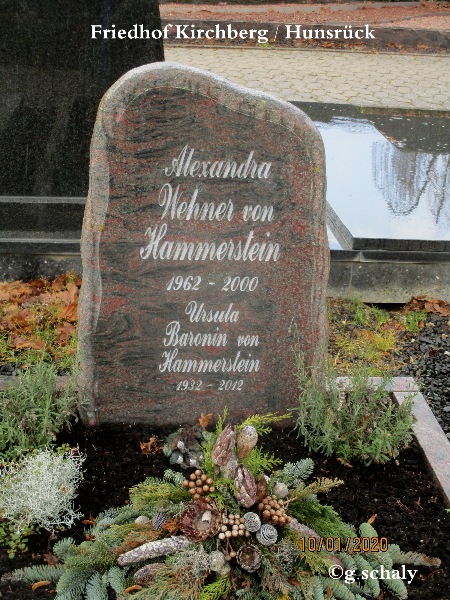 Friedhof Kirchberg / Hunsrück
Alexandra
Wehner von
Hammerstein
1962 - 2000
Ursula
Baronin von
Hammerstein
1932 - 2012
10/01/2020
©g.schaly